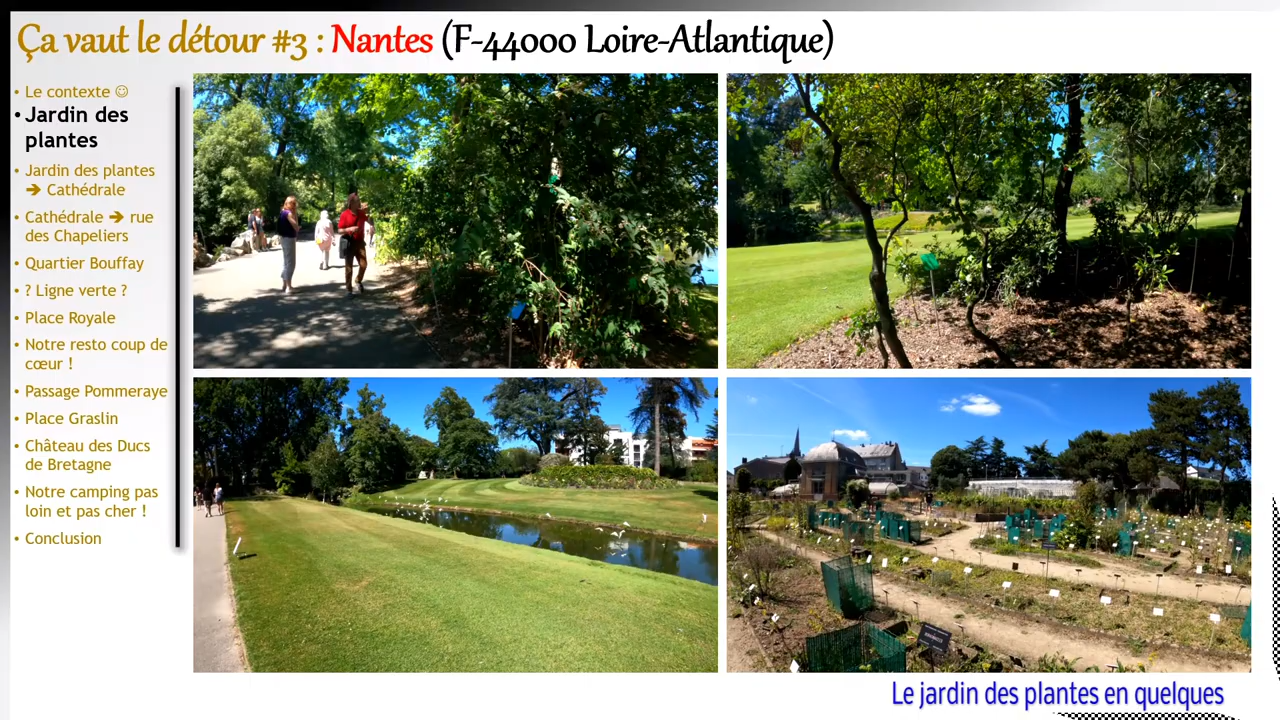 Ça vaut le détour #3 : Nantes (F-44000 Loire-Atlantique)
• Le contexte ☺
• Jardin des
plantes
• Jardin des plantes
➔ Cathédrale
• Cathédrale ➔ rue
des Chapeliers
• Quartier Bouffay
• ? Ligne verte ?
• Place Royale
• Notre resto coup de
cœur !
• Passage Pommeraye
• Place Graslin
• Château des Ducs
de Bretagne
• Notre camping pas
loin et pas cher !
• Conclusion
Le jardin des plantes en quelques